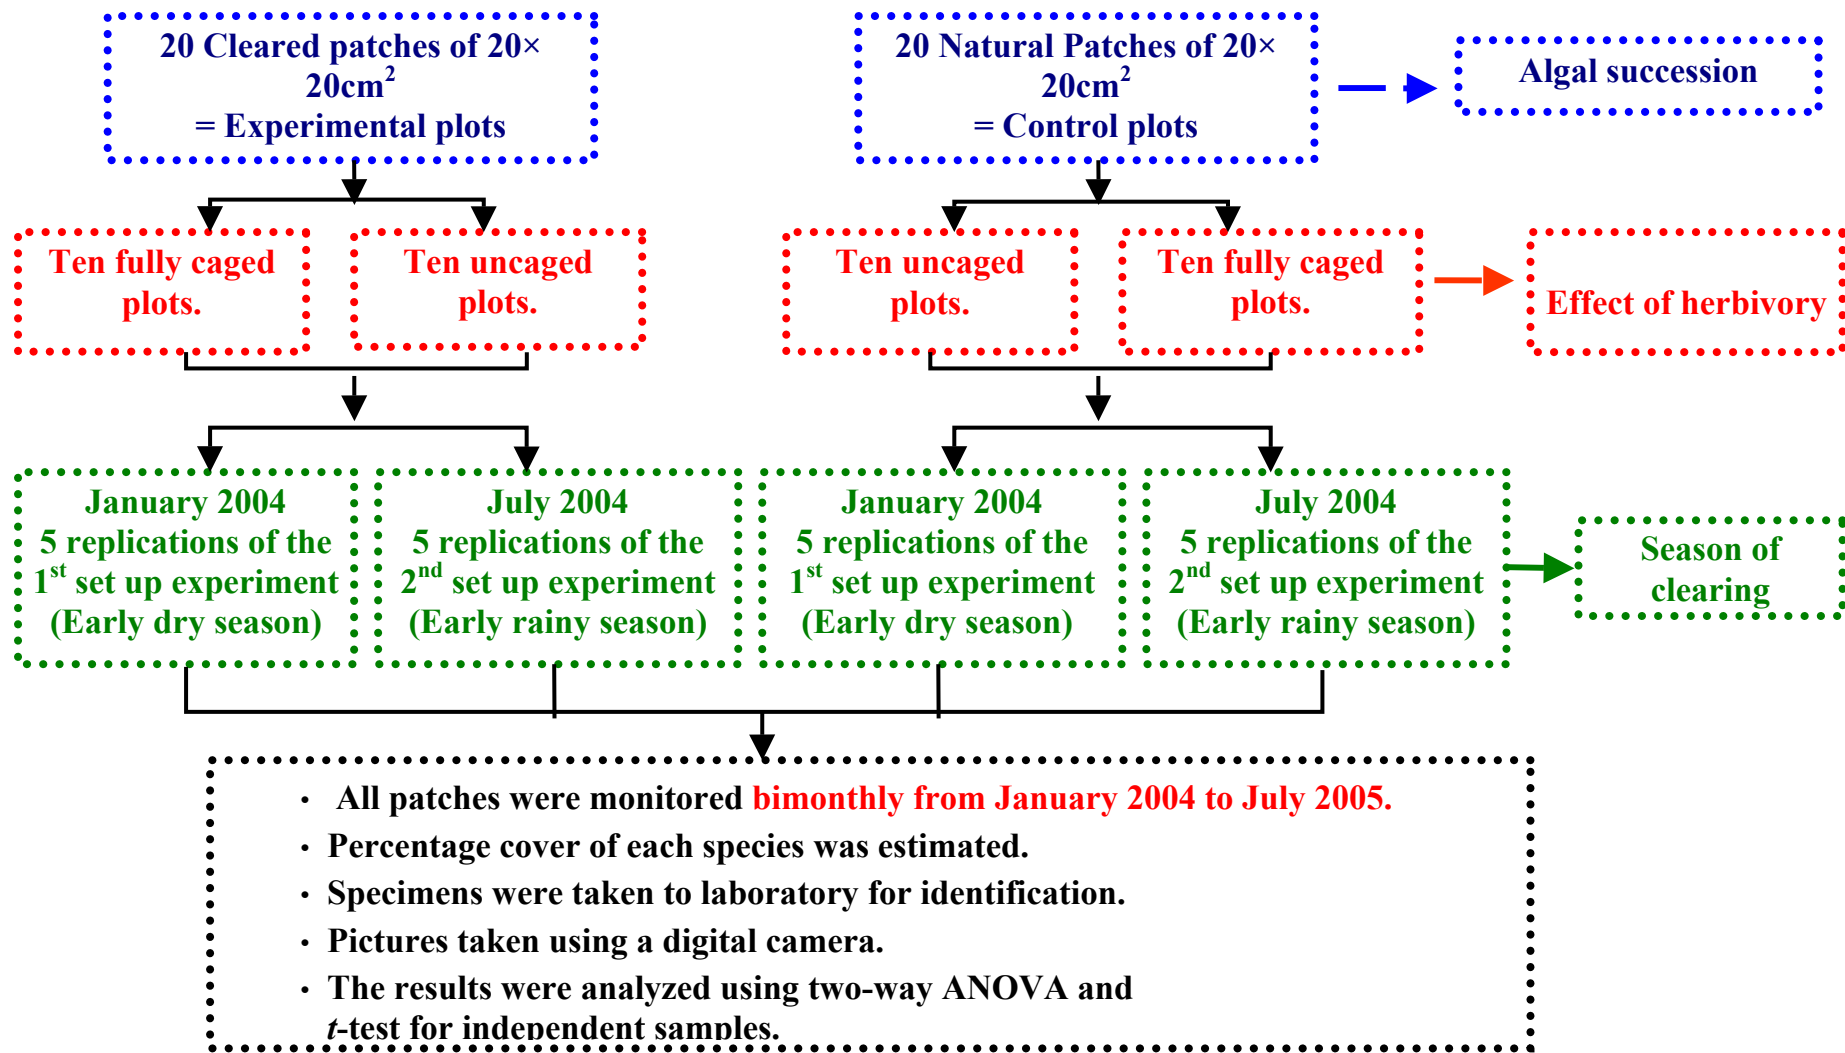 20 Cleared patches of 20×
20cm²
= Experimental plots
20 Natural Patches of 20×
20cm²
= Control plots
Algal succession
Ten fully caged
plots.
Ten uncaged
plots.
Ten uncaged
plots.
Ten fully caged
plots.
Effect of herbivory
January 2004
5 replications of the
1st set up experiment
(Early dry season)
July 2004
5 replications of the
2nd set up experiment
(Early rainy season)
January 2004
5 replications of the
1st set up experiment
(Early dry season)
July 2004
5 replications of the
2nd set up experiment
(Early rainy season)
Season of
clearing
· All patches were monitored bimonthly from January 2004 to July 2005.
· Percentage cover of each species was estimated.
· Specimens were taken to laboratory for identification.
· Pictures taken using a digital camera.
· The results were analyzed using two-way ANOVA and
t-test for independent samples.